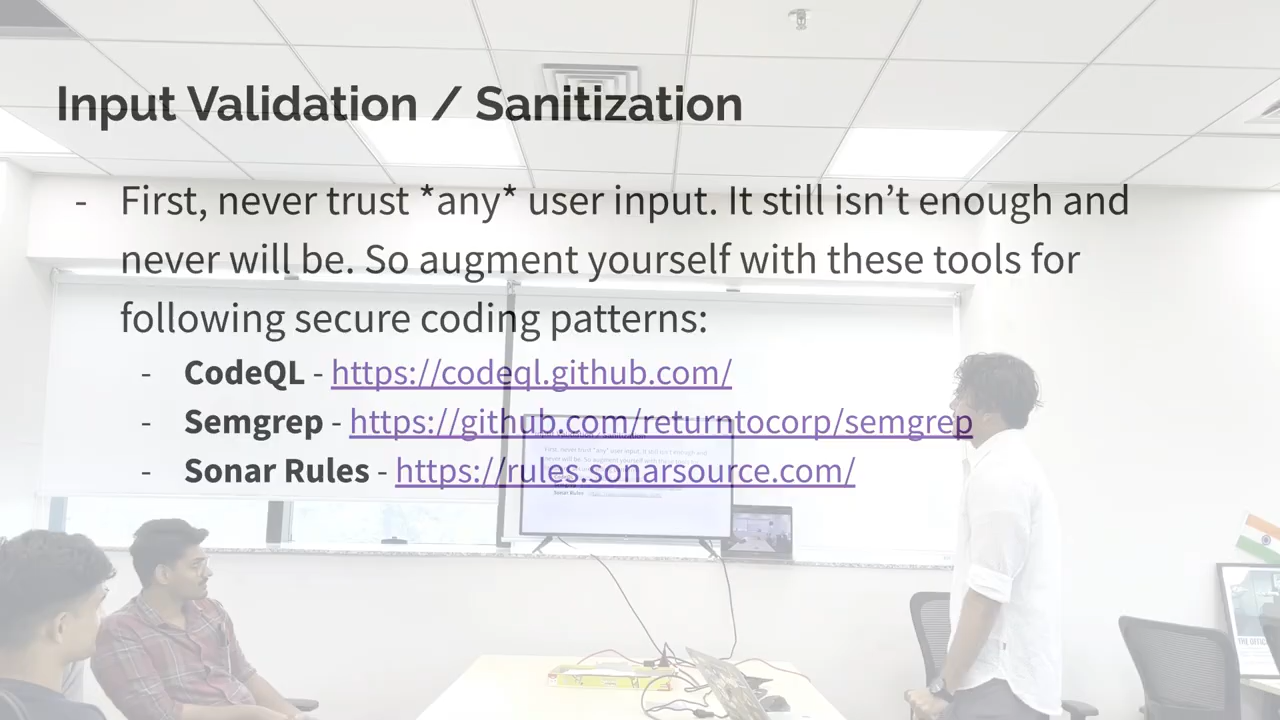 Input Validation / Sanitization
- First, never trust *any* user input. It still isn't enough and
never will be. So augment yourself with these tools for
following secure coding patterns:
- CodeQL - https://codeql.github.com/
- Semgrep - https://github.com/returntocorp/semgrep
- Sonar Rules - https://rules.sonarsource.com/
THE OFFICE